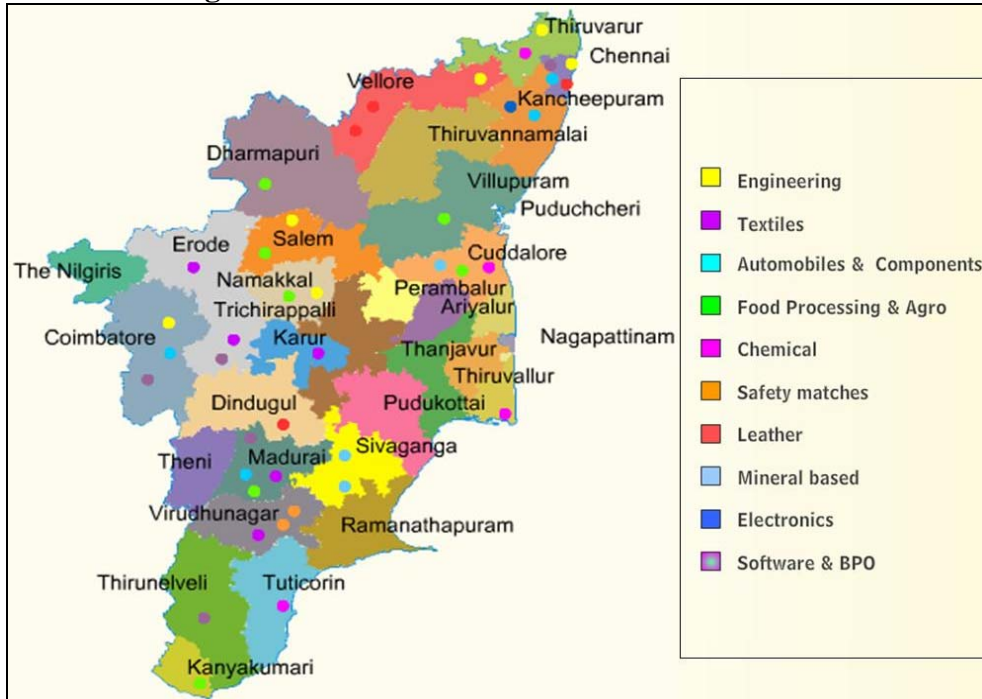 Thiruvarur
Chennai
Vellore
Kancheepuram
Thiruvannamalai
Dharmapuri
Villupuram
Puduchcheri
Erode
Salem
Cuddalore
The Nilgiris
Namakkal
Perambalur
Trichirappalli
Ariyalur
Coimbatore
Karur
Nagapattinam
Thanjavur
Thiruvallur
Dindugul
Pudukottai
Sivaganga
Theni
Madurai
Virudhunagar
Ramanathapuram
Thirunelveli
Tuticorin
Kanyakumari
Engineering
Textiles
Automobiles & Components
Food Processing & Agro
Chemical
Safety matches
Leather
Mineral based
Electronics
Software & BPO